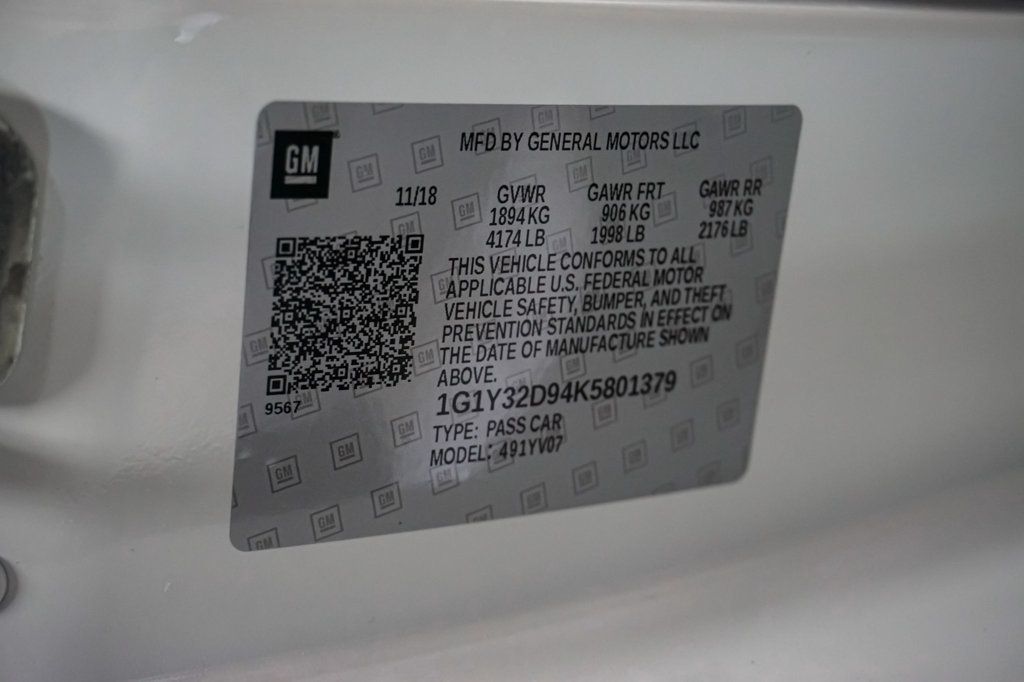 GM
MFD BY GENERAL MOTORS LLC
11/18 GVWR GAWR FRT GAWR RR
1894 KG 906 KG 987 KG
4174 LB 1998 LB 2176 LB
THIS VEHICLE CONFORMS TO ALL
APPLICABLE U.S. FEDERAL MOTOR
VEHICLE SAFETY, BUMPER, AND THEFT
PREVENTION STANDARDS IN EFFECT ON
THE DATE OF MANUFACTURE SHOWN
ABOVE.
9567
1G1Y32D94K5801379
TYPE: PASS CAR
MODEL: 491YV07